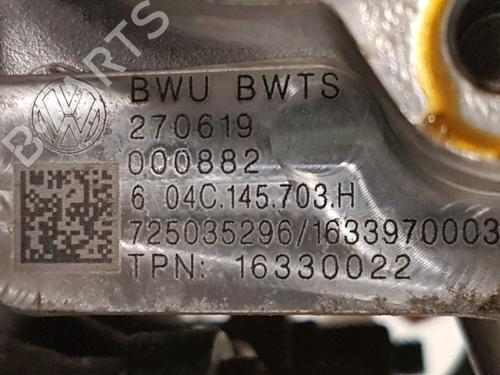 BWU BWTS
270619
000882
6 04C.145.703.H
725035296/1633970003
TPN: 16330022